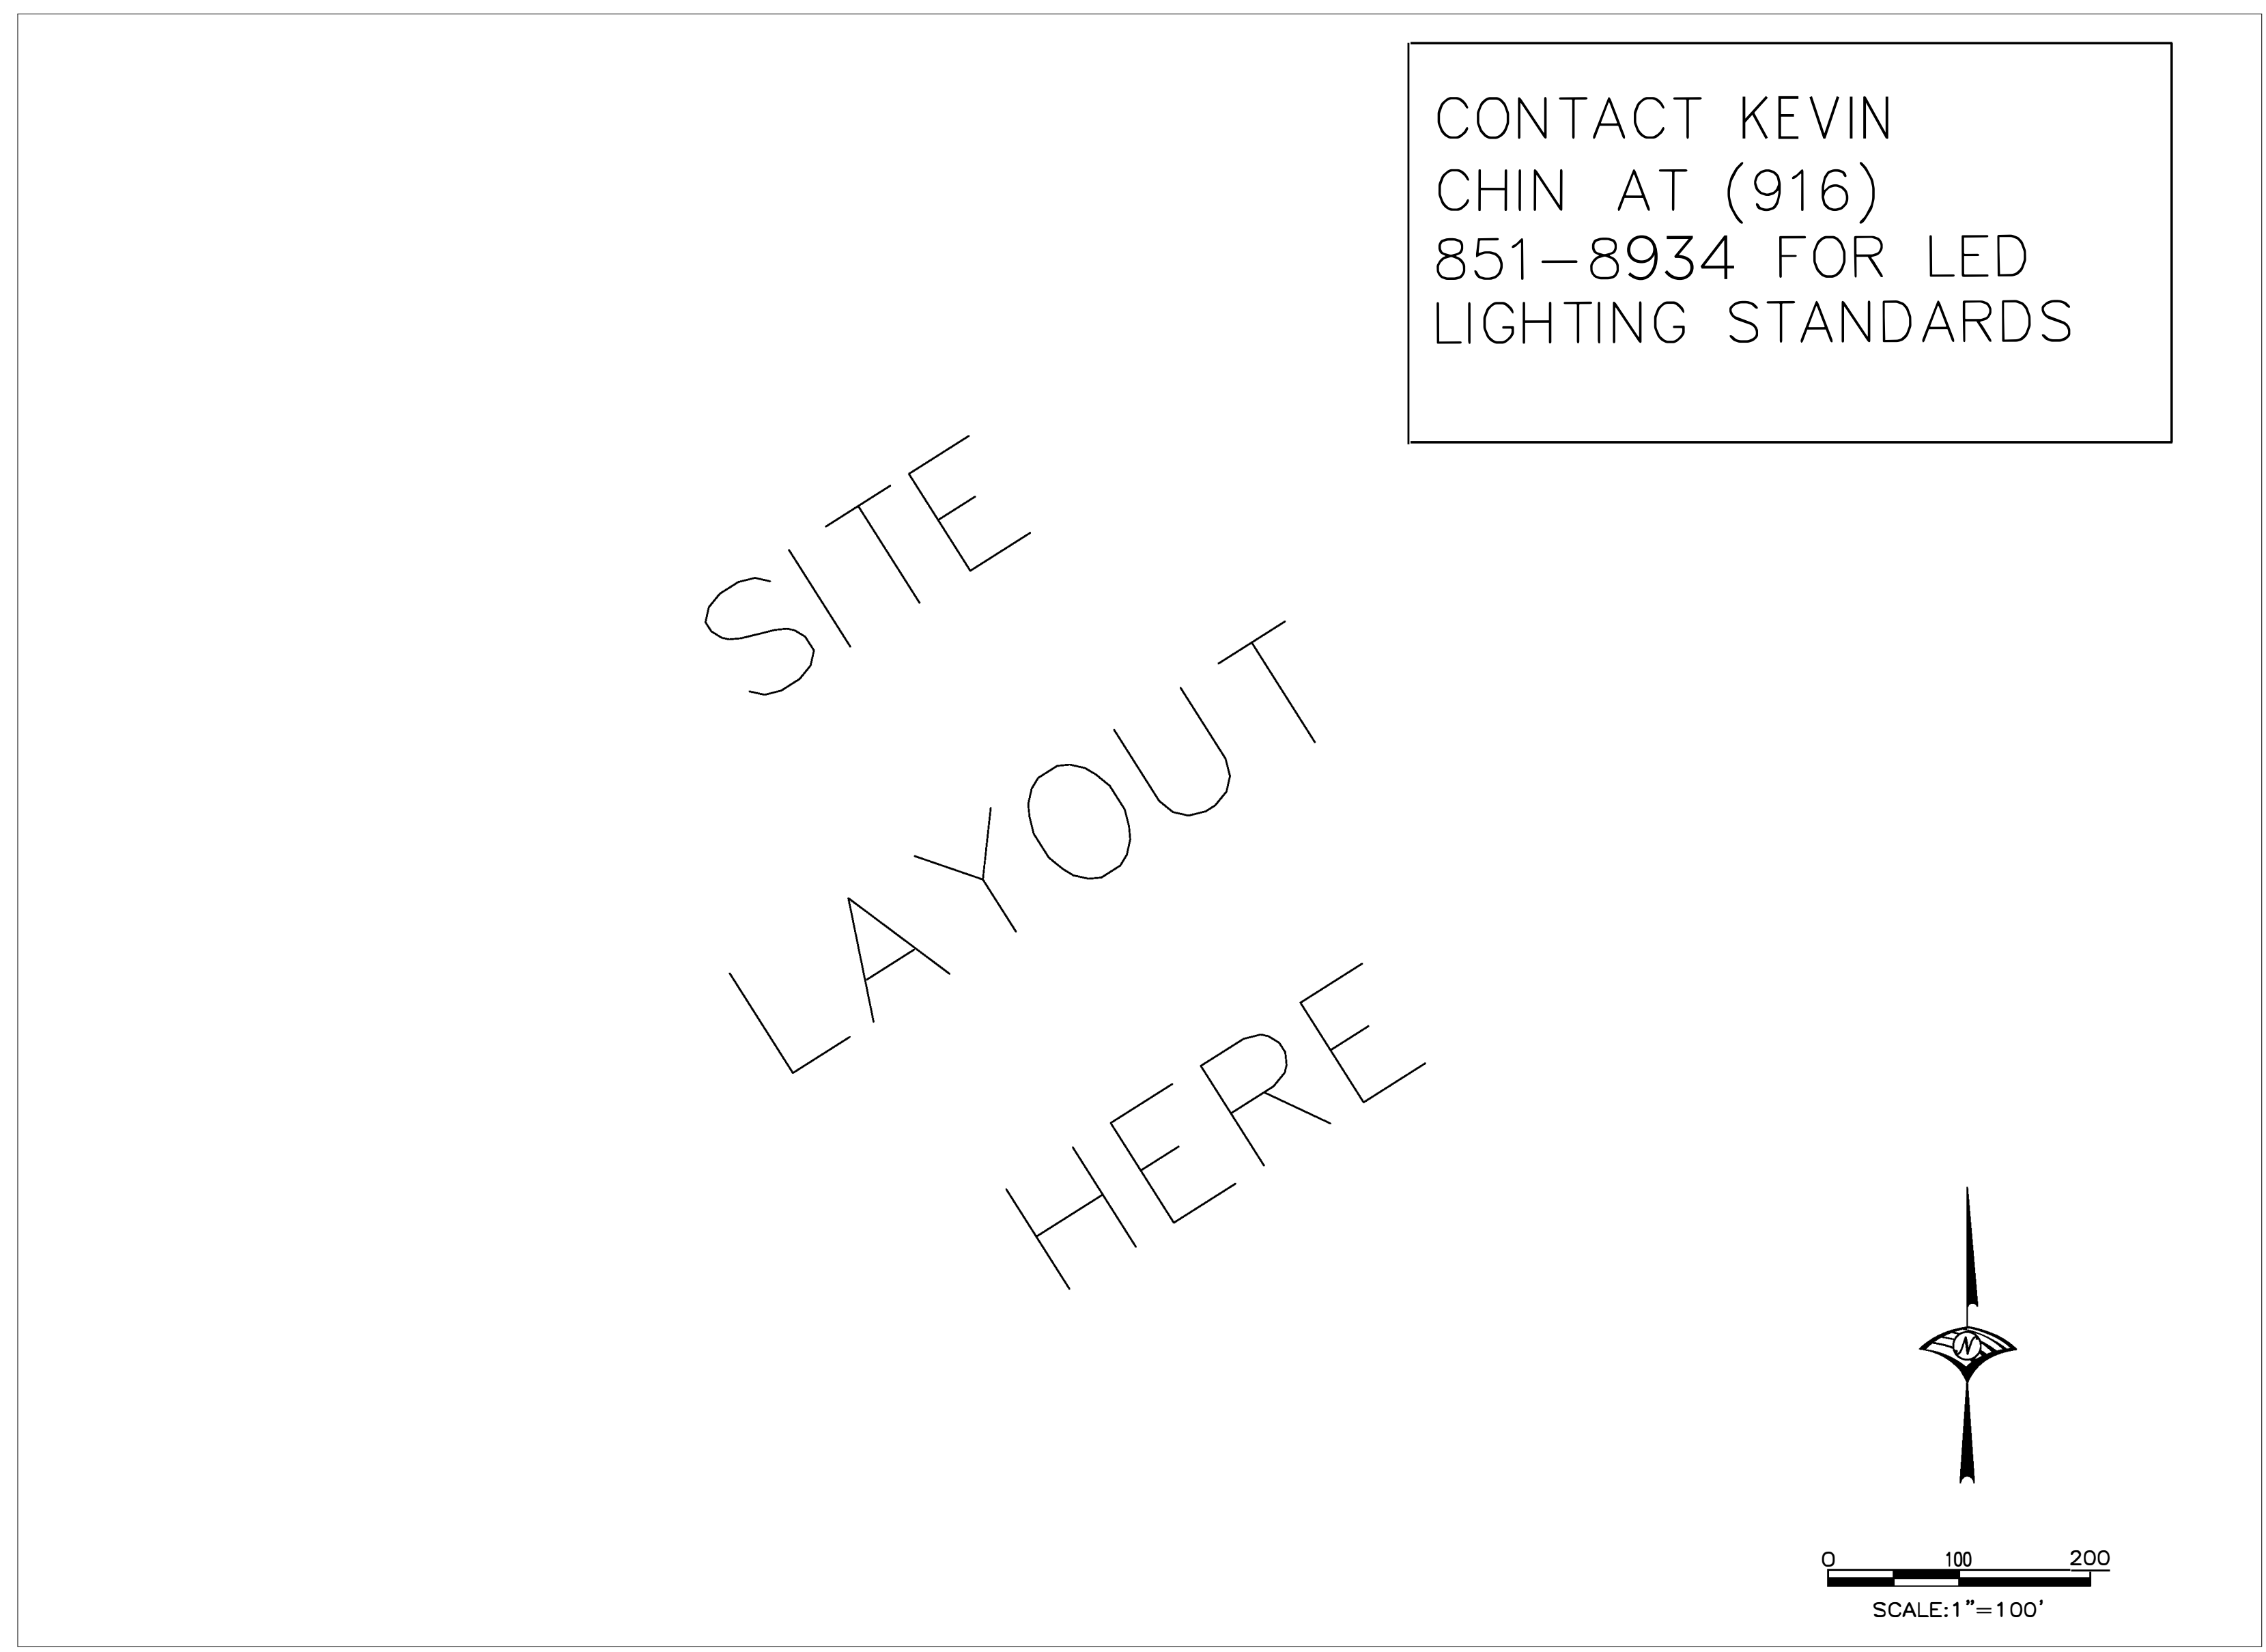 CONTACT KEVIN
CHIN AT (916)
851-8934 FOR LED
LIGHTING STANDARDS
SITE
LAYOUT
HERE
N
0 100 200
SCALE:1"=100'